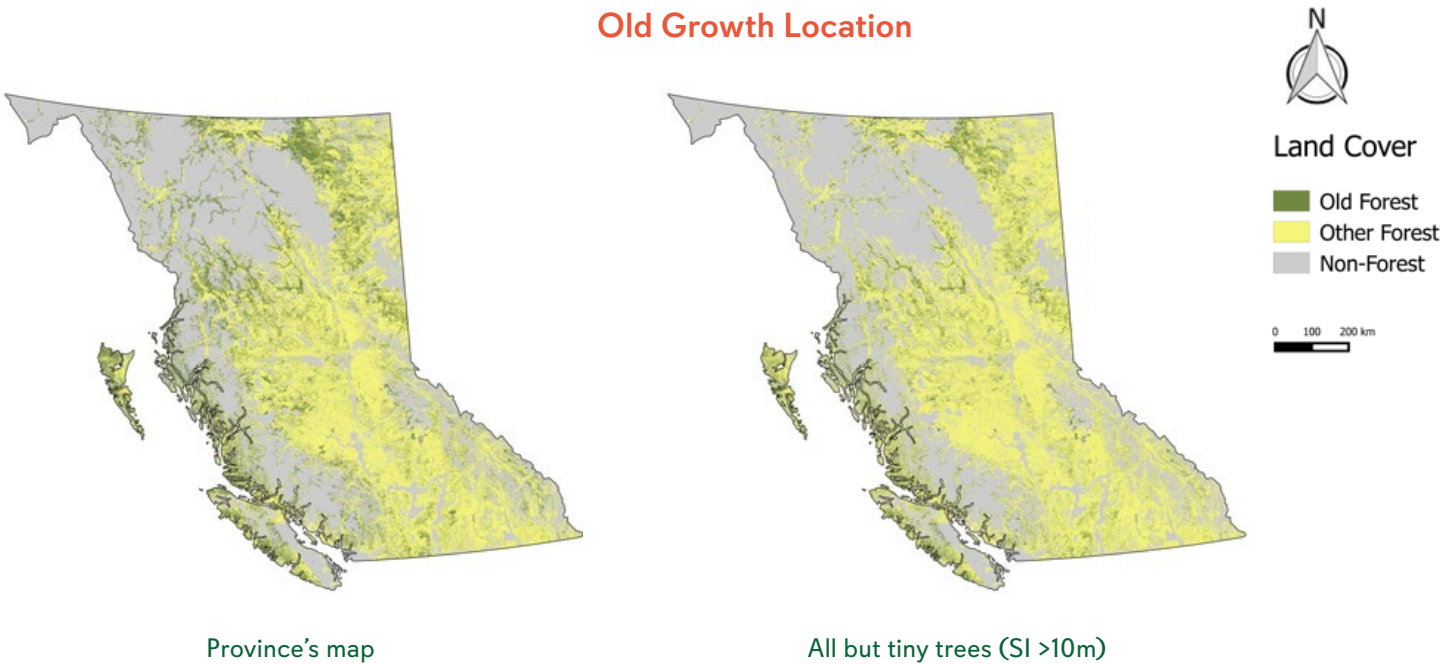 Old Growth Location
N
Land Cover
Old Forest
Other Forest
Non-Forest
0 100 200 km
Province’s map
All but tiny trees (SI >10m)